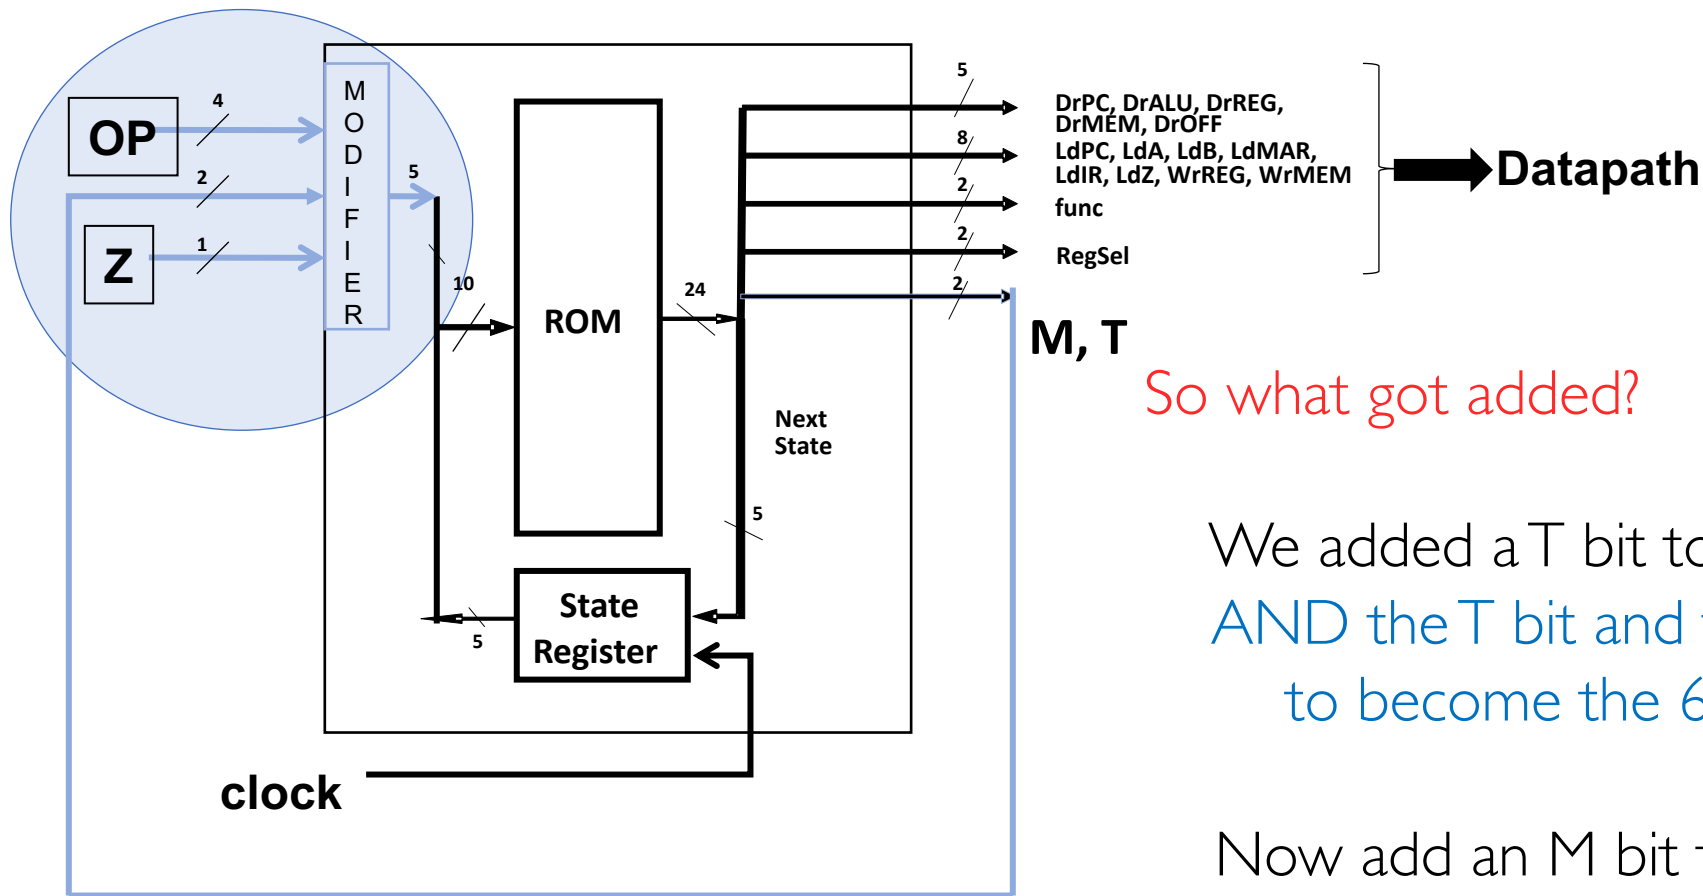 OP
4
2
Z
1
MODIFIER
5
10
ROM
24
5
DrPC, DrALU, DrREG,
DrMEM, DrOFF
8
LdPC, LdA, LdB, LdMAR,
LdIR, LdZ, WrREG, WrMEM
2
func
2
RegSel
2
Datapath
M, T
So what got added?
Next
State
5
State
Register
5
clock
We added a T bit to
AND the T bit and
to become the 6
Now add an M bit